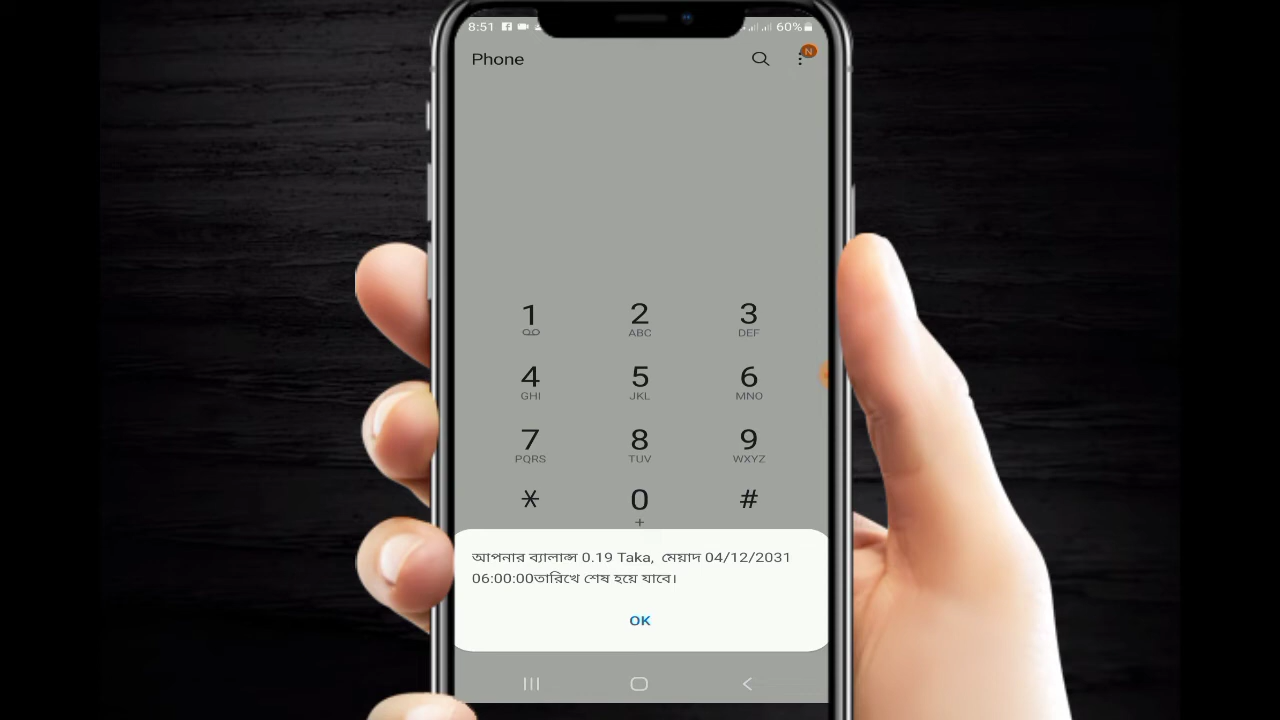 8:51 60%
Phone
N
1 2 3
ABC DEF
4 5 6
GHI JKL MNO
7 8 9
PQRS TUV WXYZ
* 0 #
+
আপনার ব্যালান্স 0.19 Taka, মেয়াদ 04/12/2031
06:00:00তারিখে শেষ হয়ে যাবে।
OK